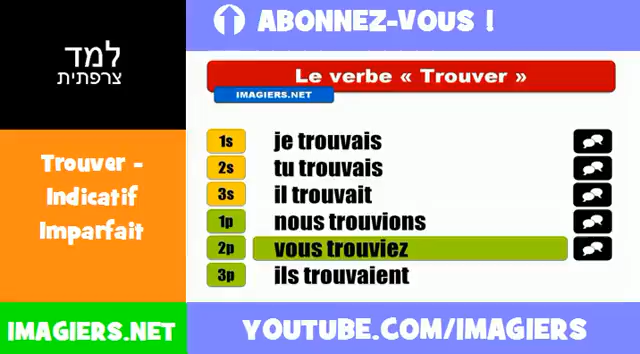 למד
צרפתית
ABONNEZ-VOUS !
Le verbe « Trouver »
IMAGIERS.NET
1s je trouvais
2s tu trouvais
3s il trouvait
1p nous trouvions
2p vous trouviez
3p ils trouvaient
Trouver -
Indicatif
Imparfait
IMAGIERS.NET
YOUTUBE.COM/IMAGIERS